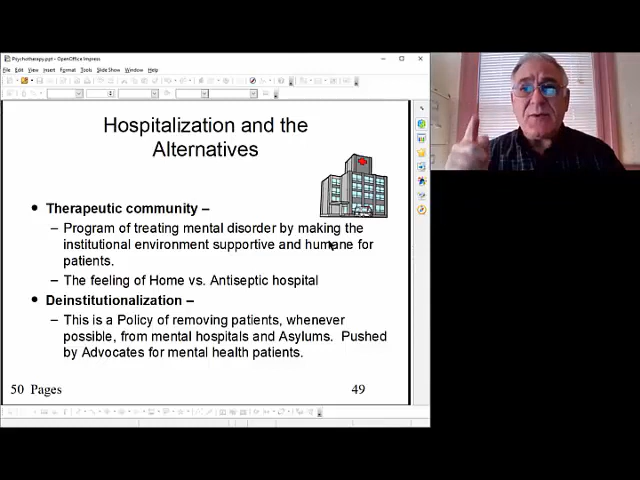 Psychotherapy.ppt - OpenOffice Impress
File Edit View Insert Format Tools Slide Show Window Help
Hospitalization and the
Alternatives
• Therapeutic community –
– Program of treating mental disorder by making the
institutional environment supportive and humane for
patients.
– The feeling of Home vs. Antiseptic hospital
• Deinstitutionalization –
– This is a Policy of removing patients, whenever
possible, from mental hospitals and Asylums. Pushed
by Advocates for mental health patients.
50 Pages 49